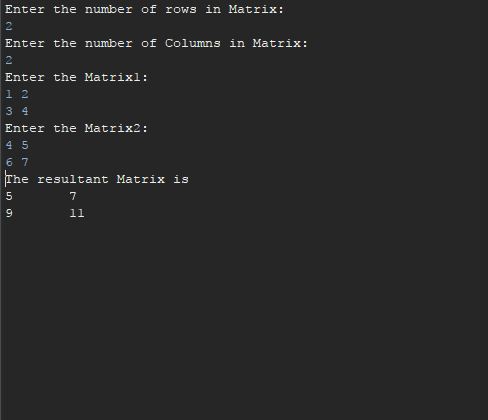 Enter the number of rows in Matrix:
2
Enter the number of Columns in Matrix:
2
Enter the Matrix1:
1 2
3 4
Enter the Matrix2:
4 5
6 7
The resultant Matrix is
5 7
9 11